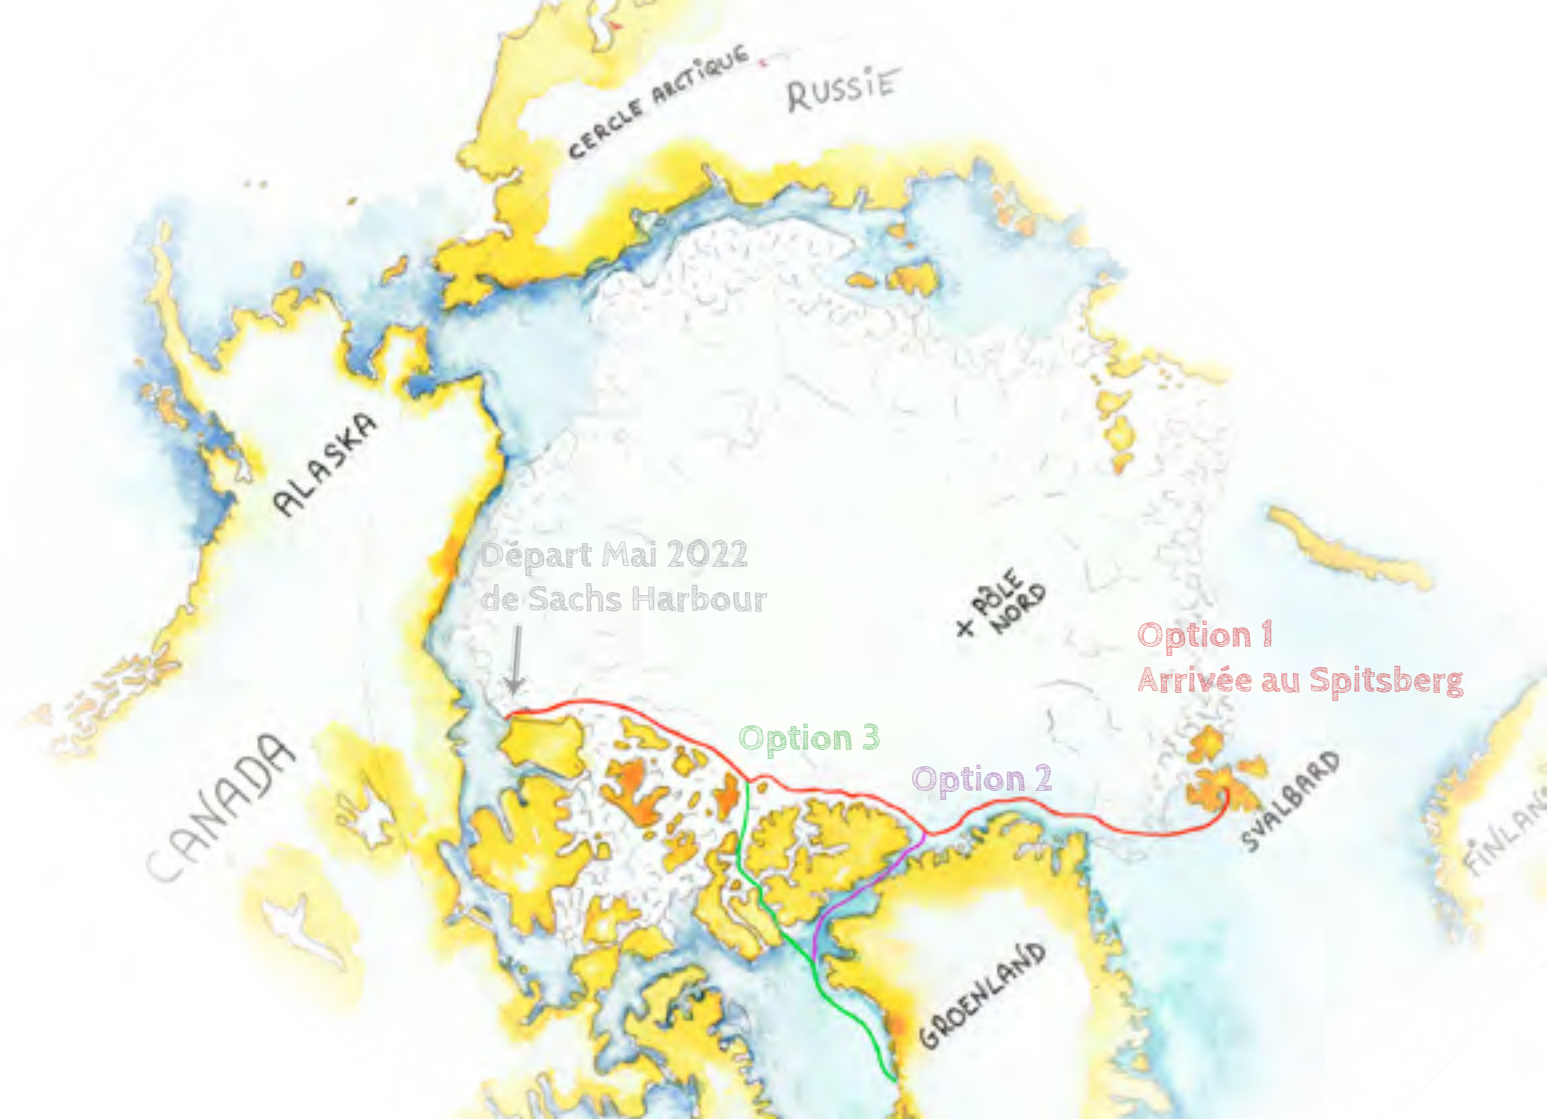 CERCLE ARCTIQUE
RUSSIE
ALASKA
Départ Mai 2022
de Sachs Harbour
+ PÔLE
NORD
Option 1
Arrivée au Spitsberg
Option 3
Option 2
CANADA
SVALBARD
FiNLAND
GROENLAND